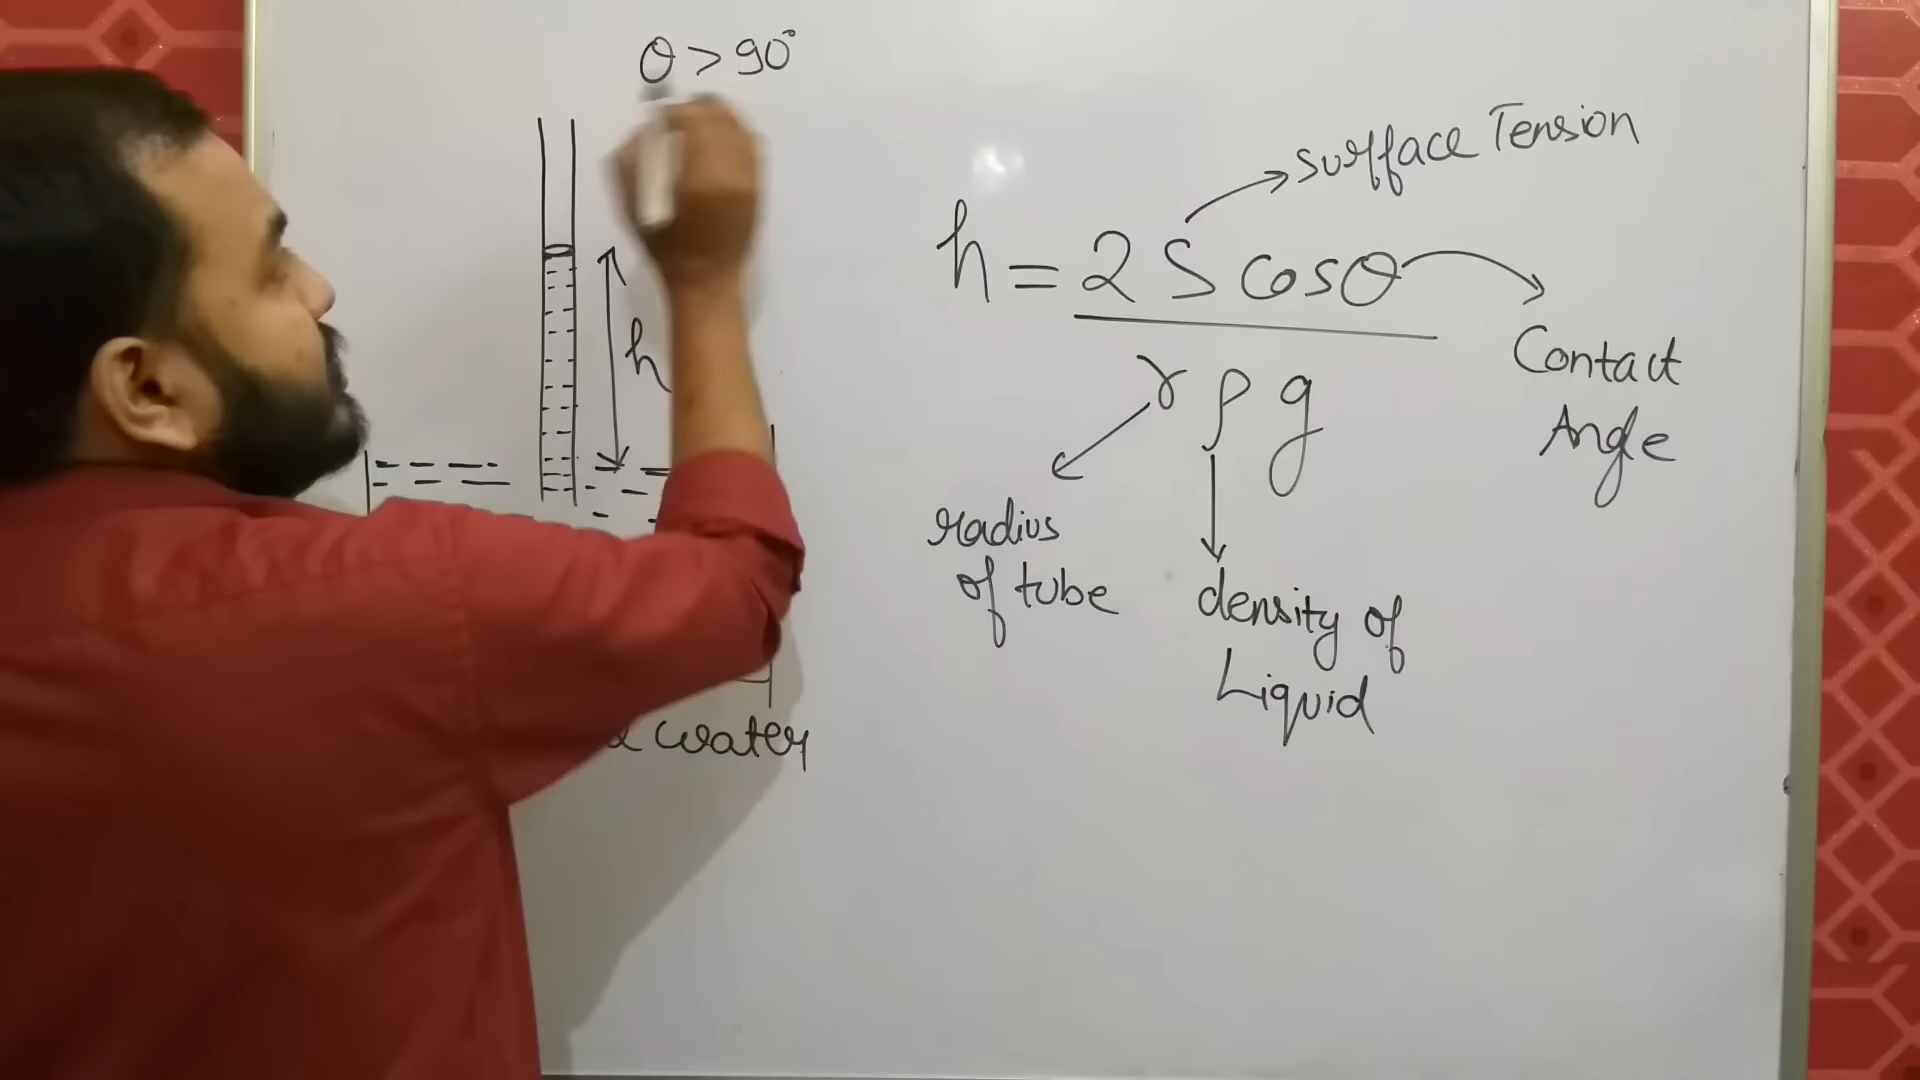 θ > 90°
h
water
h = 2 S cosθ
r ρ g
surface Tension
Contact
Angle
radius
of tube
density of
Liquid